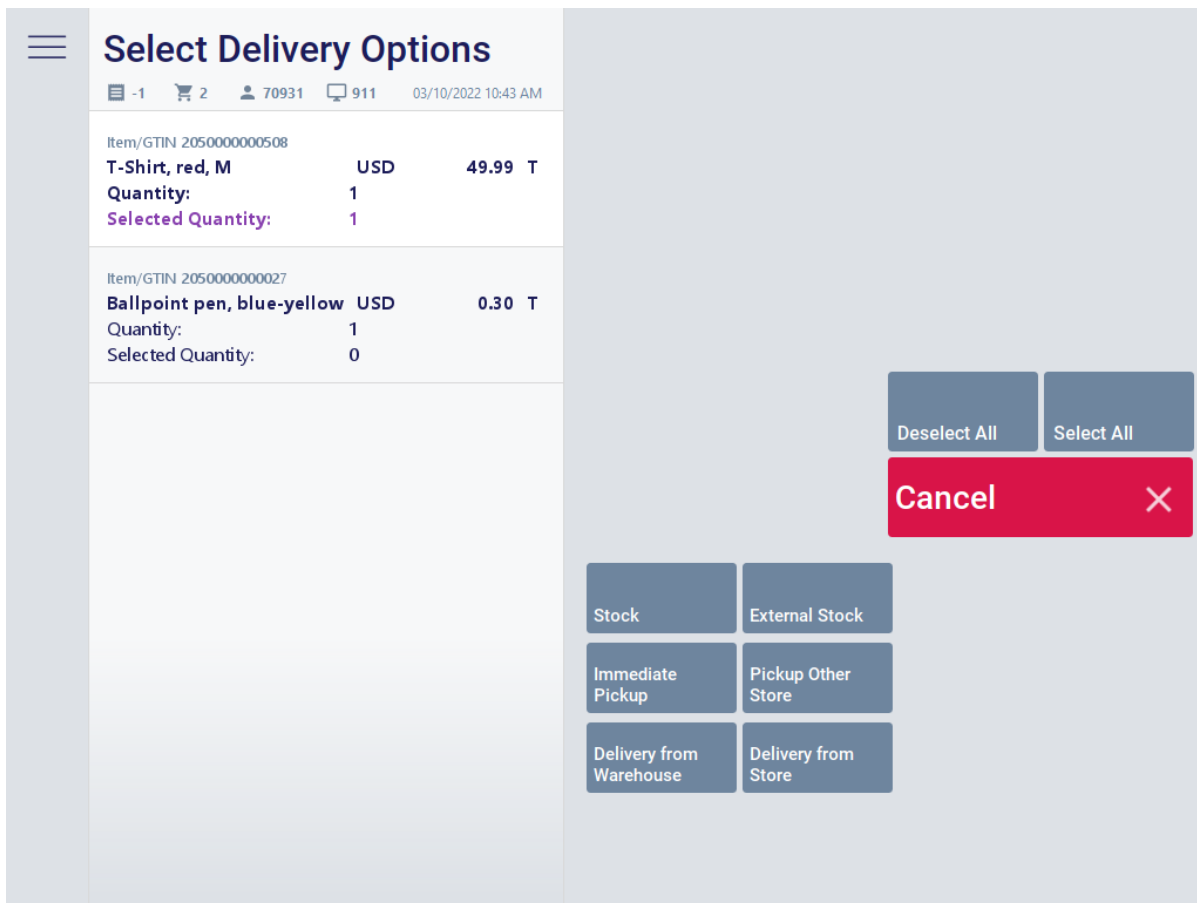 Select Delivery Options
-1 2 70931 911 03/10/2022 10:43 AM
Item/GTIN 2050000000508
T-Shirt, red, M USD 49.99 T
Quantity: 1
Selected Quantity: 1
Item/GTIN 2050000000027
Ballpoint pen, blue-yellow USD 0.30 T
Quantity: 1
Selected Quantity: 0
Deselect All
Select All
Cancel
Stock
External Stock
Immediate
Pickup
Pickup Other
Store
Delivery from
Warehouse
Delivery from
Store